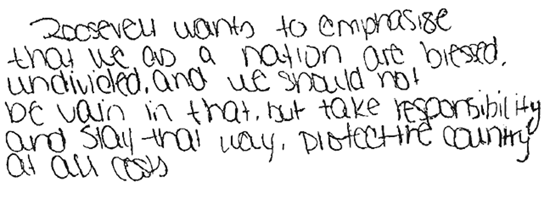 Roosevelt wants to emphasise
that we as a nation are blessed,
undivided, and we should not
be vain in that, but take responsibility
and stay that way, protect the country
at all costs